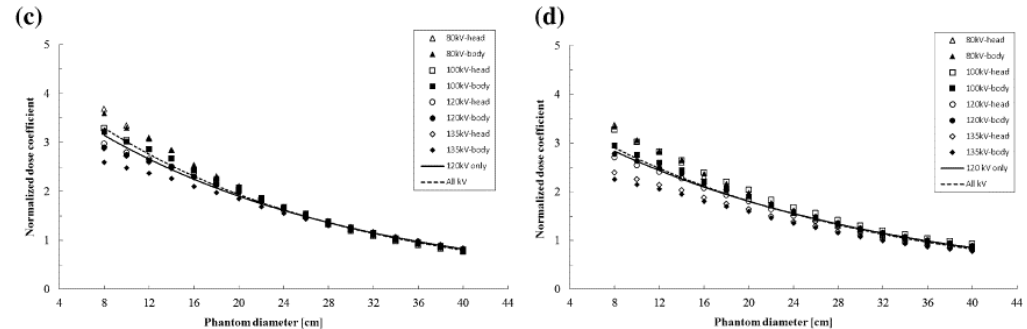 (c)
5
4
3
2
1
0
4
8
12
16
20
24
28
32
36
40
44
Normalized dose coefficient
Phantom diameter [cm]
80kV-head
80kV-body
100kV-head
100kV-body
120kV-head
120kV-body
135kV-head
135kV-body
120kV only
All kV
(d)
5
4
3
2
1
0
4
8
12
16
20
24
28
32
36
40
44
Normalized dose coefficient
Phantom diameter [cm]
80kV-head
80kV-body
100kV-head
100kV-body
120kV-head
120kV-body
135kV-head
135kV-body
120 kV only
All kV